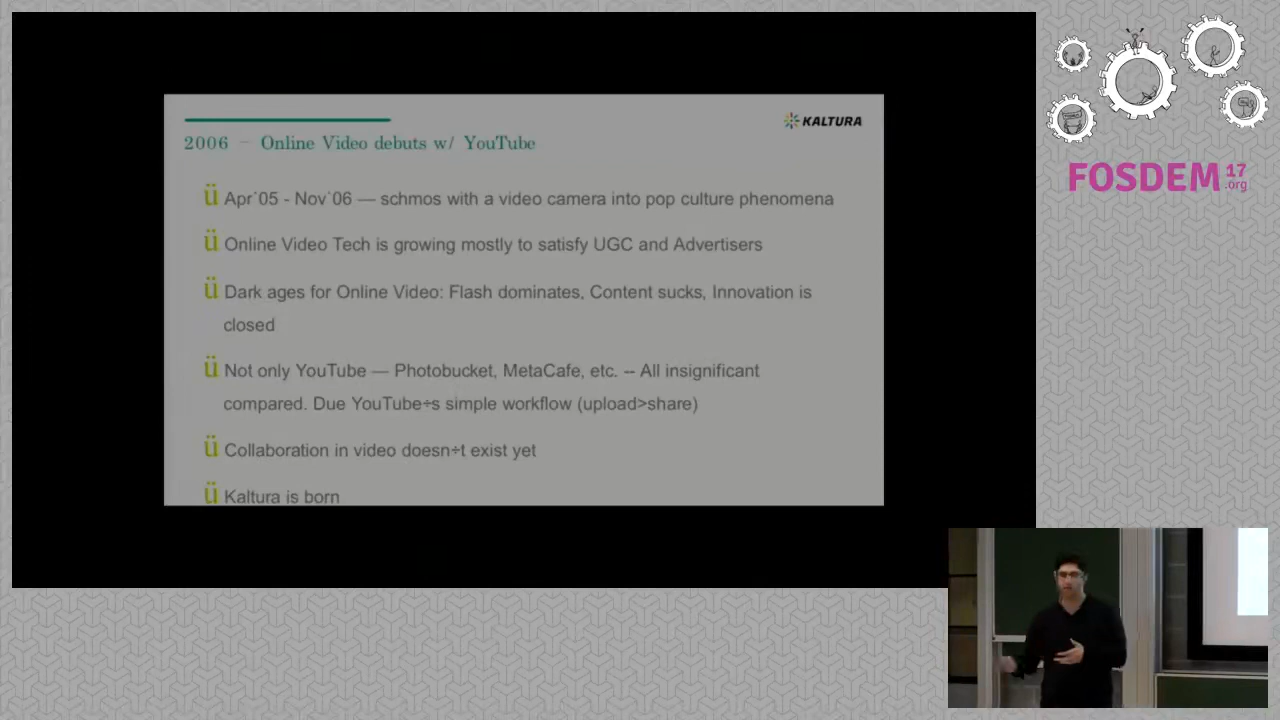 KALTURA
2006 – Online Video debuts w/ YouTube
ü Apr´05 - Nov´06 — schmos with a video camera into pop culture phenomena
ü Online Video Tech is growing mostly to satisfy UGC and Advertisers
ü Dark ages for Online Video: Flash dominates, Content sucks, Innovation is
closed
ü Not only YouTube — Photobucket, MetaCafe, etc. -- All insignificant
compared. Due YouTube÷s simple workflow (upload>share)
ü Collaboration in video doesn÷t exist yet
ü Kaltura is born
FOSDEM 17
.org